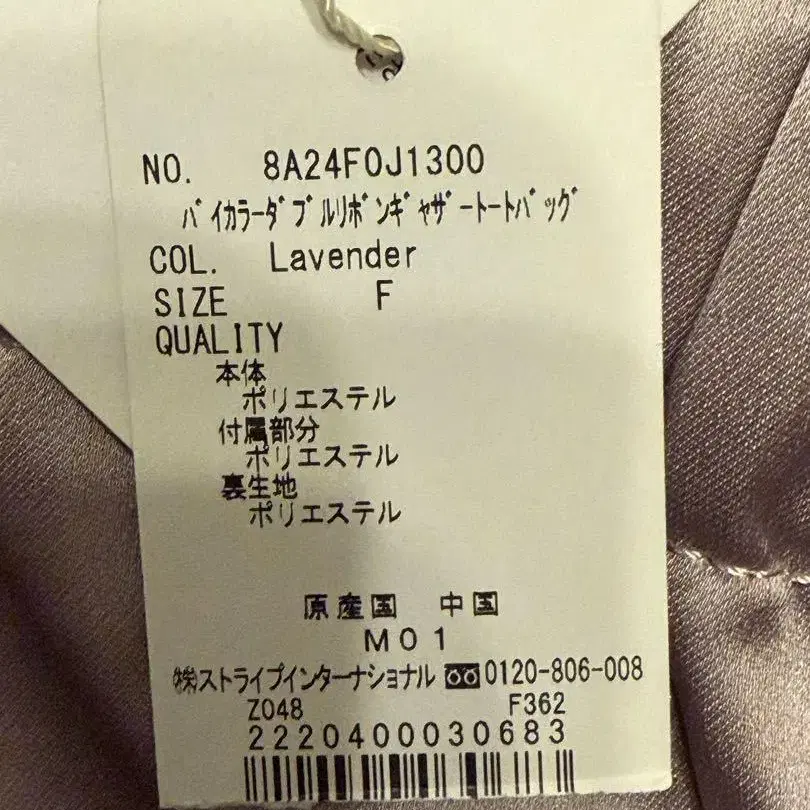 NO. 8A24F0J1300
バイカラーダブルリボンギャザートートバッグ
COL. Lavender
SIZE F
QUALITY
本体
ポリエステル
付属部分
ポリエステル
裏生地
ポリエステル
原産国 中国
M01
㈱ストライプインターナショナル 0120-806-008
Z048 F362
2220400030683